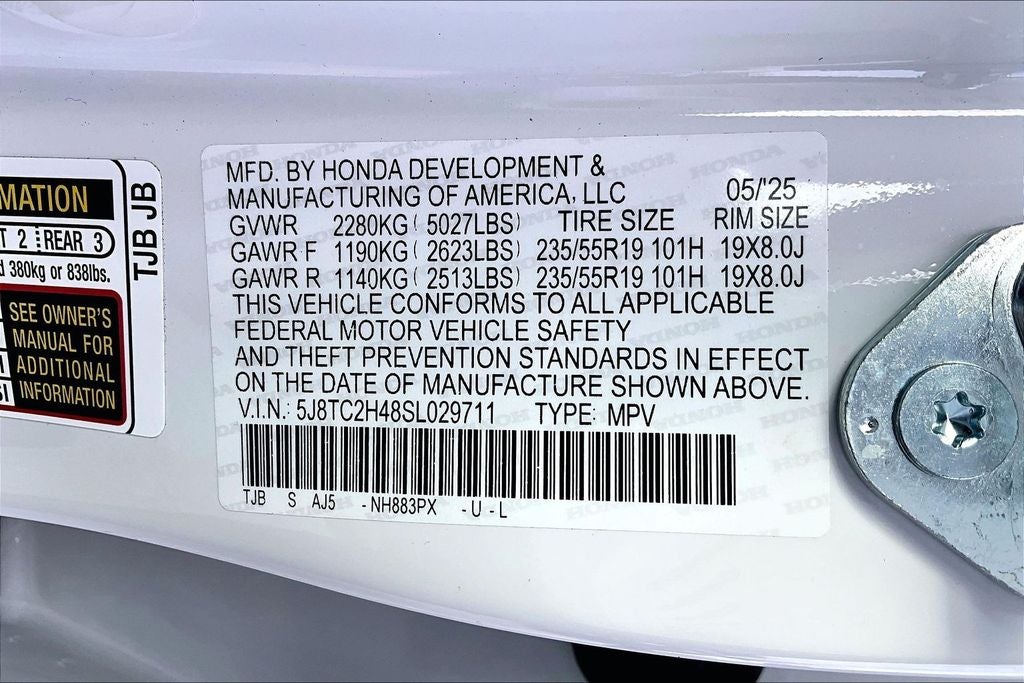 MATION
T 2 REAR 3
d 380kg or 838lbs.
SEE OWNER'S
MANUAL FOR
ADDITIONAL
INFORMATION
TJB JB
MFD. BY HONDA DEVELOPMENT &
MANUFACTURING OF AMERICA, LLC 05/'25
GVWR 2280KG( 5027LBS) TIRE SIZE RIM SIZE
GAWR F 1190KG( 2623LBS) 235/55R19 101H 19X8.0J
GAWR R 1140KG( 2513LBS) 235/55R19 101H 19X8.0J
THIS VEHICLE CONFORMS TO ALL APPLICABLE
FEDERAL MOTOR VEHICLE SAFETY
AND THEFT PREVENTION STANDARDS IN EFFECT
ON THE DATE OF MANUFACTURE SHOWN ABOVE.
V.I.N.: 5J8TC2H48SL029711 TYPE: MPV
TJB S AJ5 -NH883PX -U-L